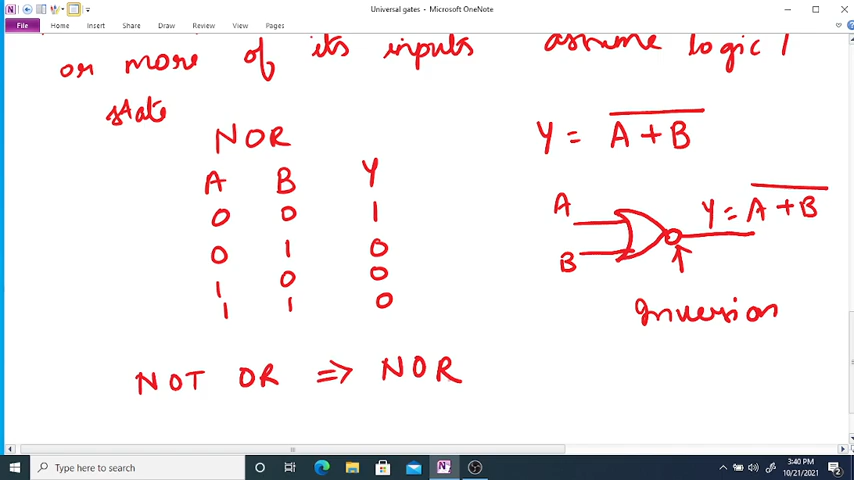 Universal gates - Microsoft OneNote
File Home Insert Draw History Review View Pages
or more of its inputs assume logic 1
state
NOR
Y = A + B
A B Y
0 0 1
0 1 0
1 0 0
1 1 0
A
B
Y = A + B
Inversion
NOT OR => NOR
Type here to search
3:40 PM
10/21/2021
2